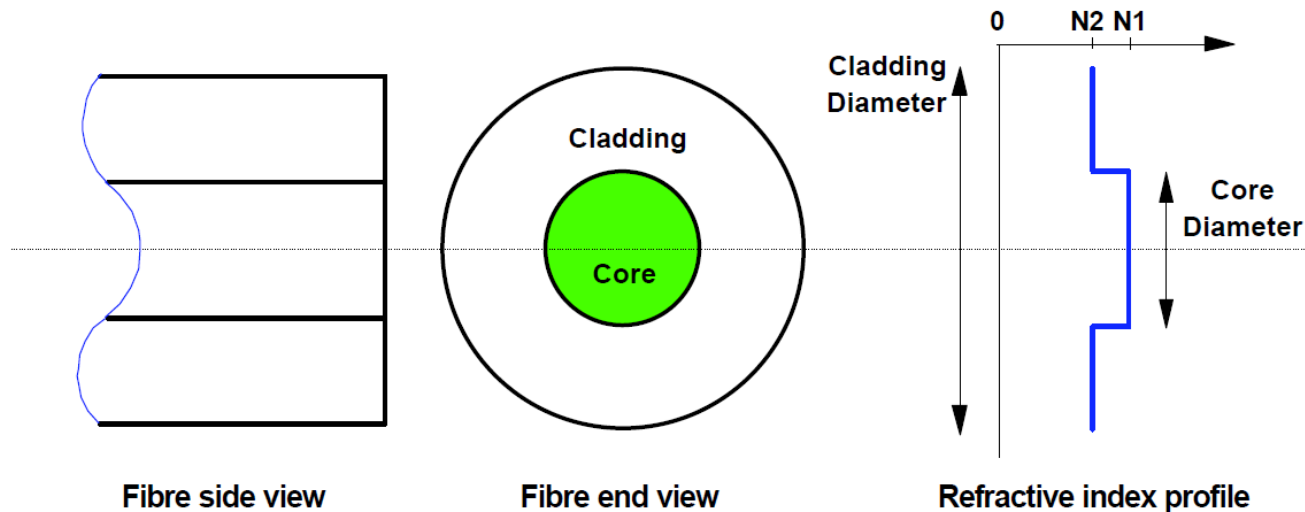 0 N2 N1
Cladding
Diameter
Cladding
Core
Core
Diameter
Fibre side view
Fibre end view
Refractive index profile